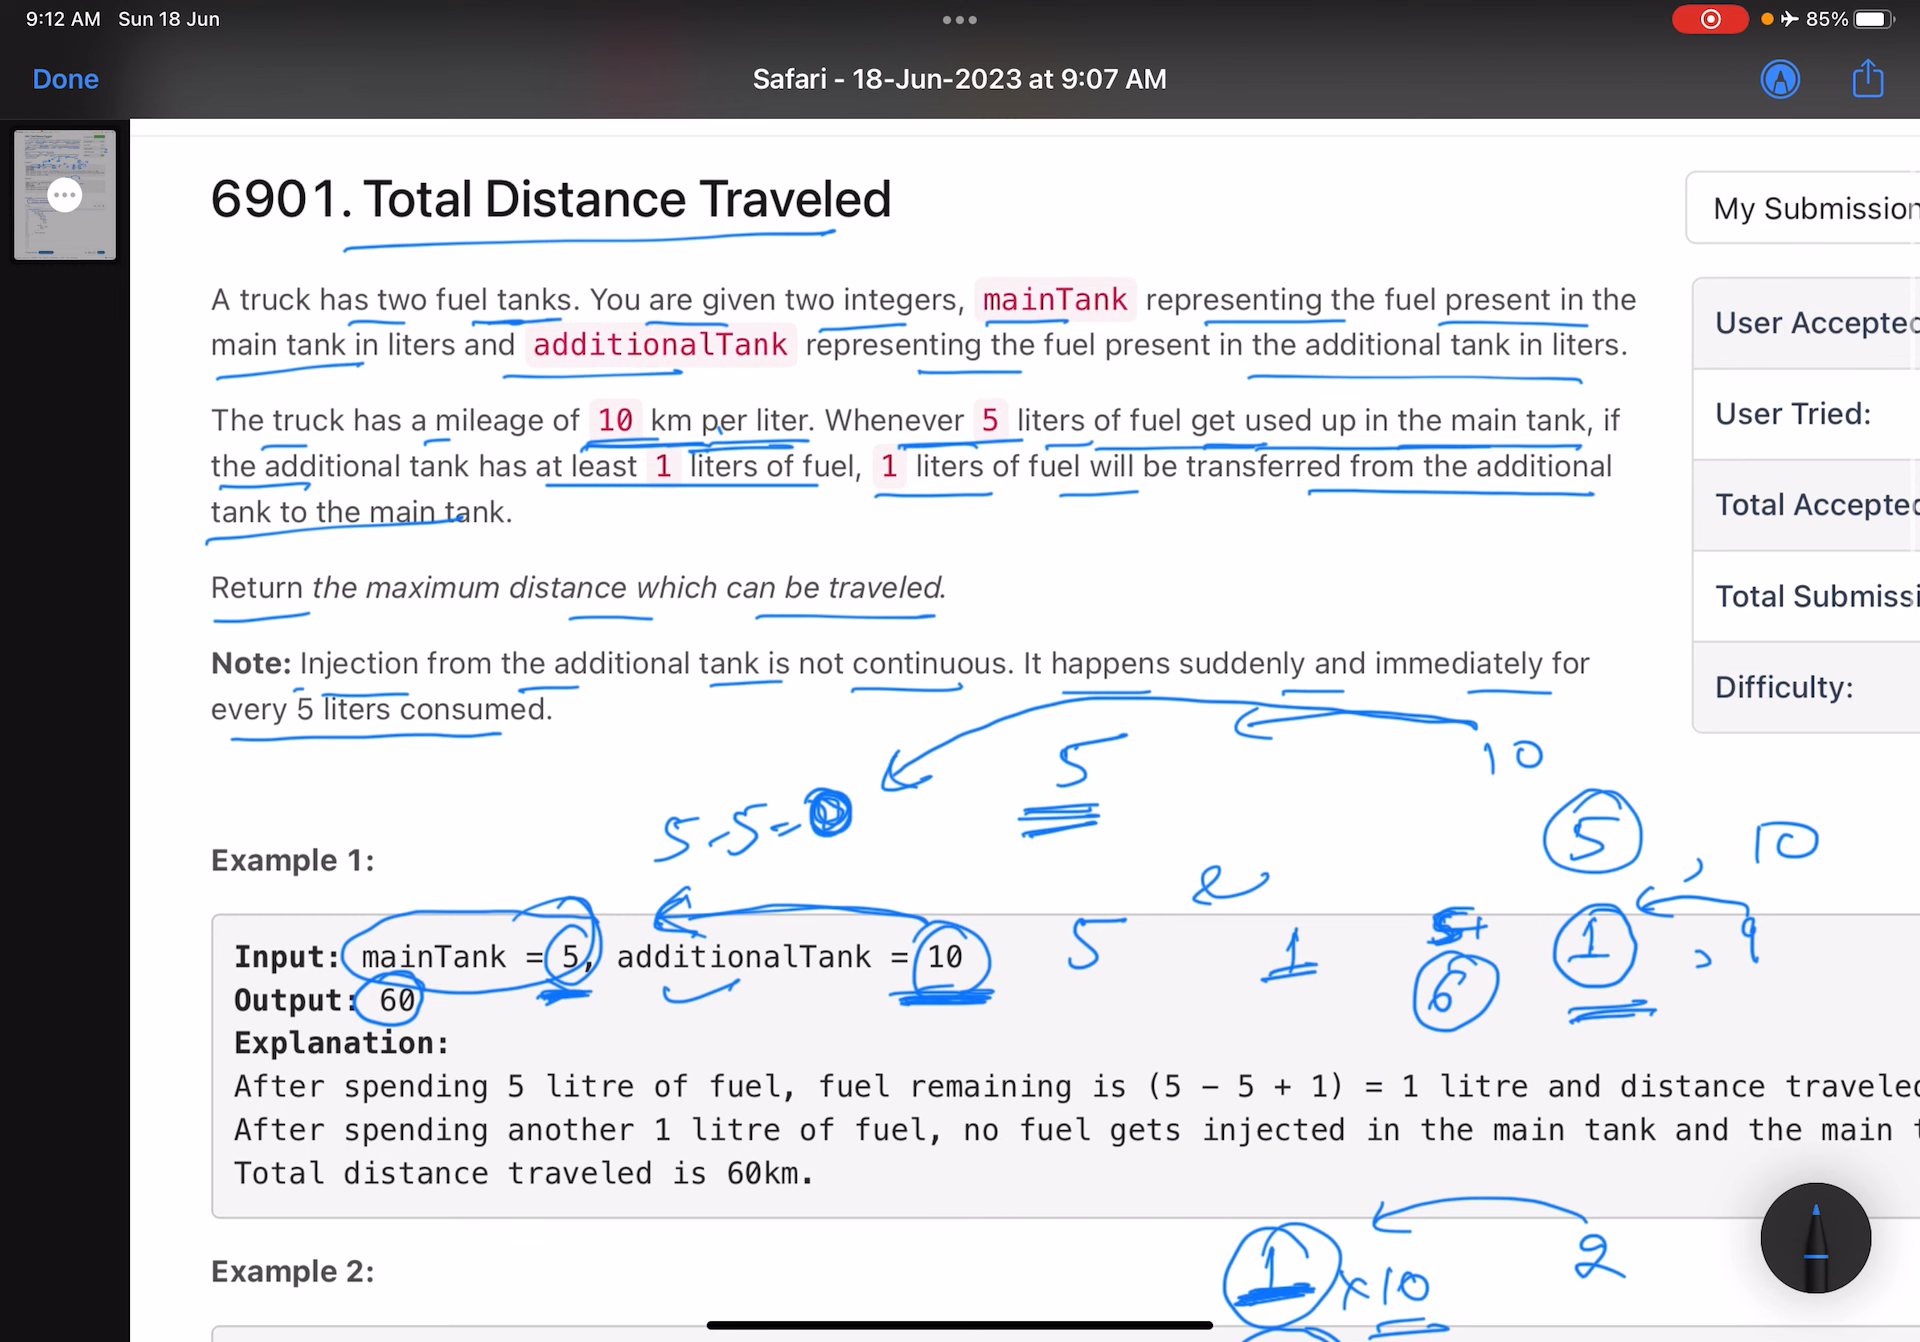 9:12 AM Sun 18 Jun
85%
Done
Safari - 18-Jun-2023 at 9:07 AM
6901. Total Distance Traveled
My Submission
A truck has two fuel tanks. You are given two integers, mainTank representing the fuel present in the
main tank in liters and additionalTank representing the fuel present in the additional tank in liters.
User Accepted
The truck has a mileage of 10 km per liter. Whenever 5 liters of fuel get used up in the main tank, if
User Tried:
the additional tank has at least 1 liters of fuel, 1 liters of fuel will be transferred from the additional
tank to the main tank.
Total Accepted
Return the maximum distance which can be traveled.
Total Submissi
Note: Injection from the additional tank is not continuous. It happens suddenly and immediately for
every 5 liters consumed.
Difficulty:
5 10
5 - 5 = 0
5 , 10
Example 1:
Input: mainTank = 5, additionalTank = 10
5 1 5+ 1 , 9
6
Output: 60
Explanation:
After spending 5 litre of fuel, fuel remaining is (5 - 5 + 1) = 1 litre and distance traveled
After spending another 1 litre of fuel, no fuel gets injected in the main tank and the main t
Total distance traveled is 60km.
Example 2:
1 x 10
2